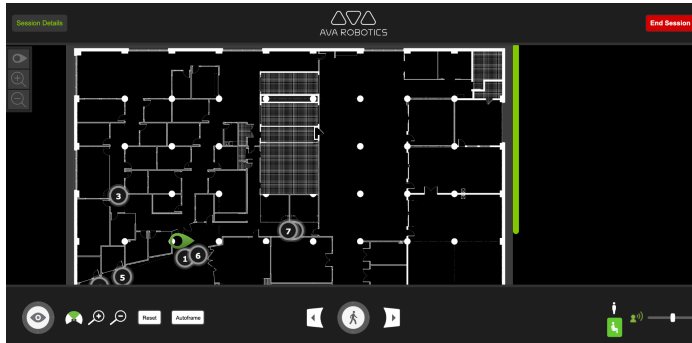 Session Details
AVA ROBOTICS
End Session
3
7
1
6
5
Reset
Autoframe